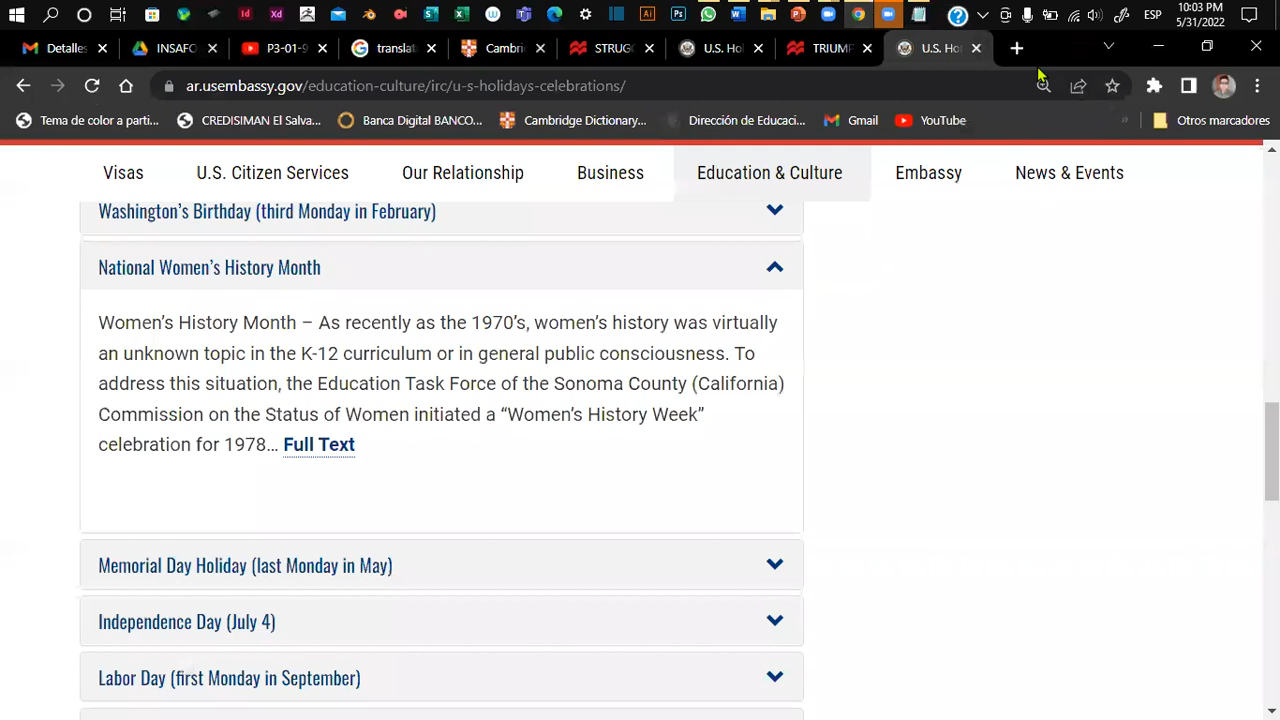 10:03 PM
ESP
5/31/2022
Detalles
INSAFO
P3-01-9
translat
Cambri
STRUGG
U.S. Hol
TRIUMP
U.S. Ho
ar.usembassy.gov/education-culture/irc/u-s-holidays-celebrations/
Tema de color a parti...
CREDISIMAN El Salva...
Banca Digital BANCO...
Cambridge Dictionary...
Dirección de Educaci...
Gmail
YouTube
Otros marcadores
Visas
U.S. Citizen Services
Our Relationship
Business
Education & Culture
Embassy
News & Events
Washington's Birthday (third Monday in February)
National Women's History Month
Women's History Month – As recently as the 1970's, women's history was virtually
an unknown topic in the K-12 curriculum or in general public consciousness. To
address this situation, the Education Task Force of the Sonoma County (California)
Commission on the Status of Women initiated a “Women's History Week”
celebration for 1978… Full Text
Memorial Day Holiday (last Monday in May)
Independence Day (July 4)
Labor Day (first Monday in September)